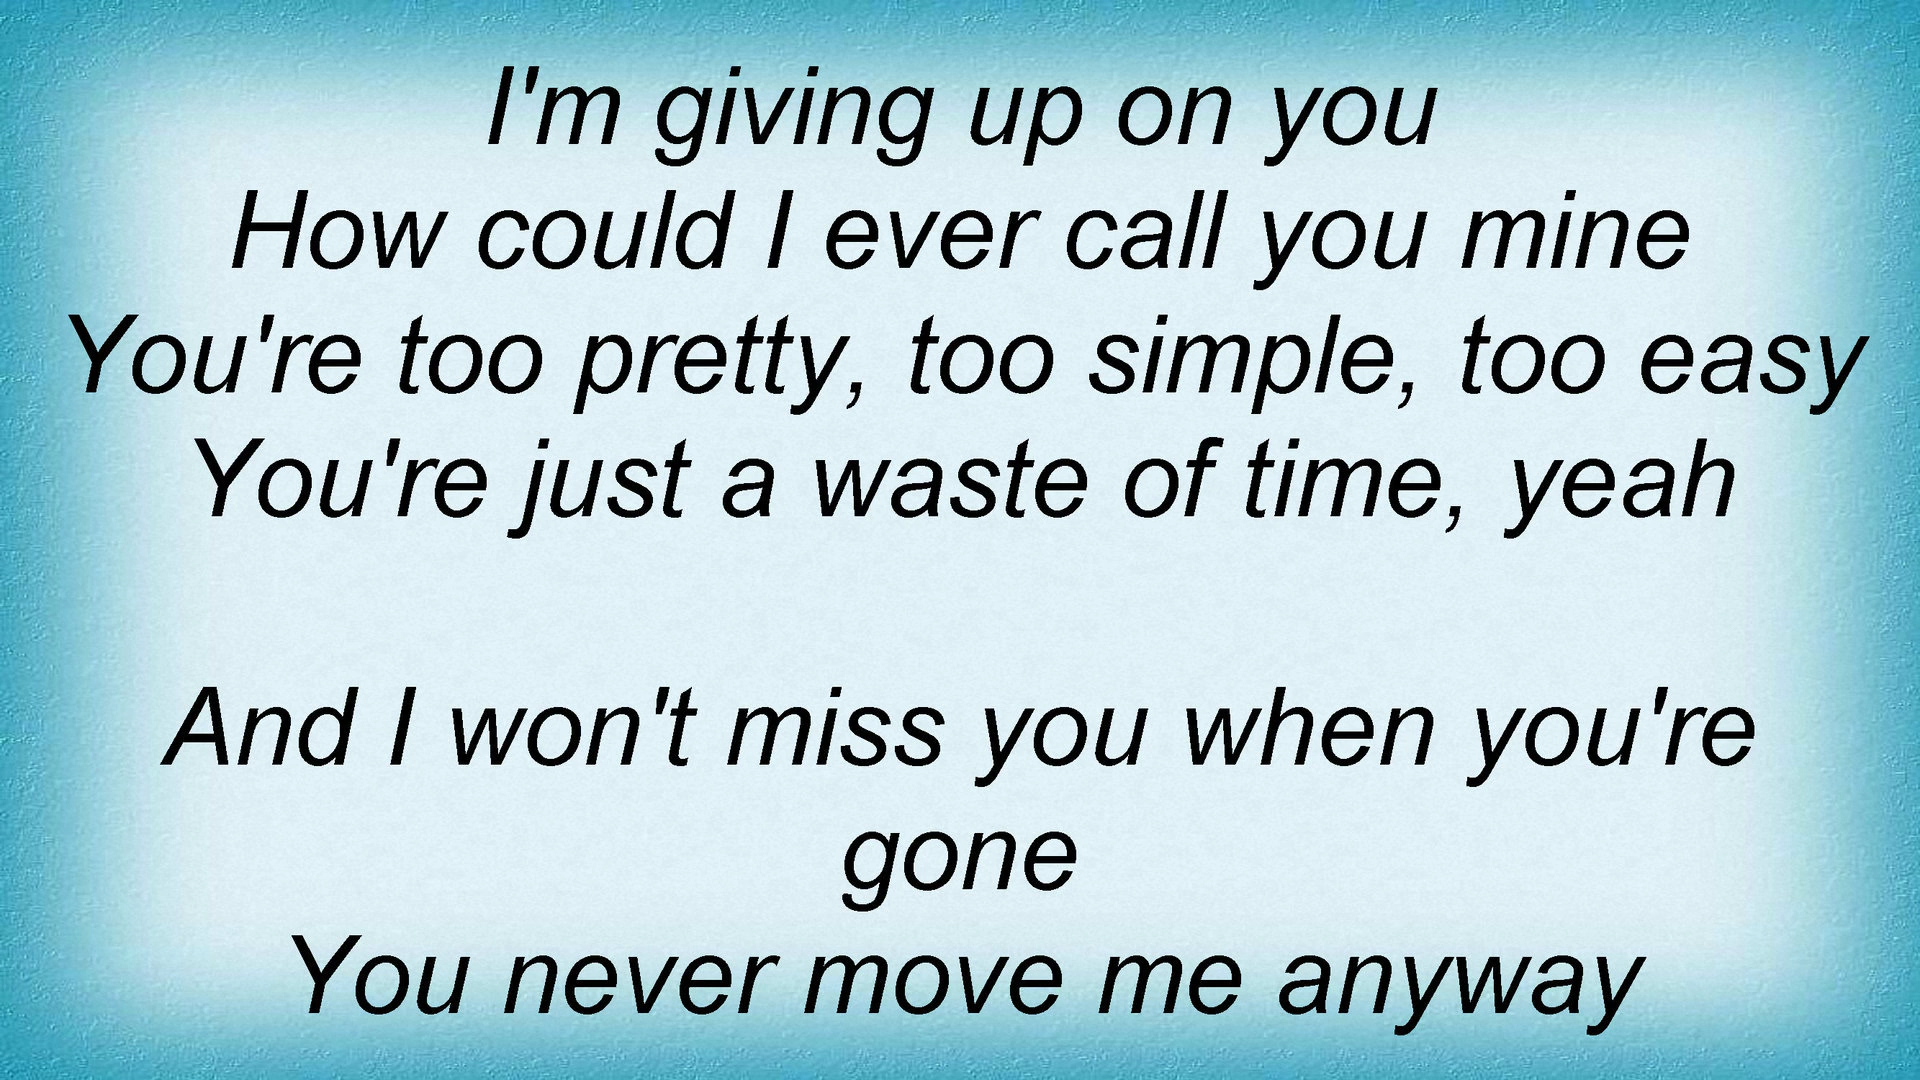 I'm giving up on you
How could I ever call you mine
You're too pretty, too simple, too easy
You're just a waste of time, yeah

And I won't miss you when you're
gone
You never move me anyway